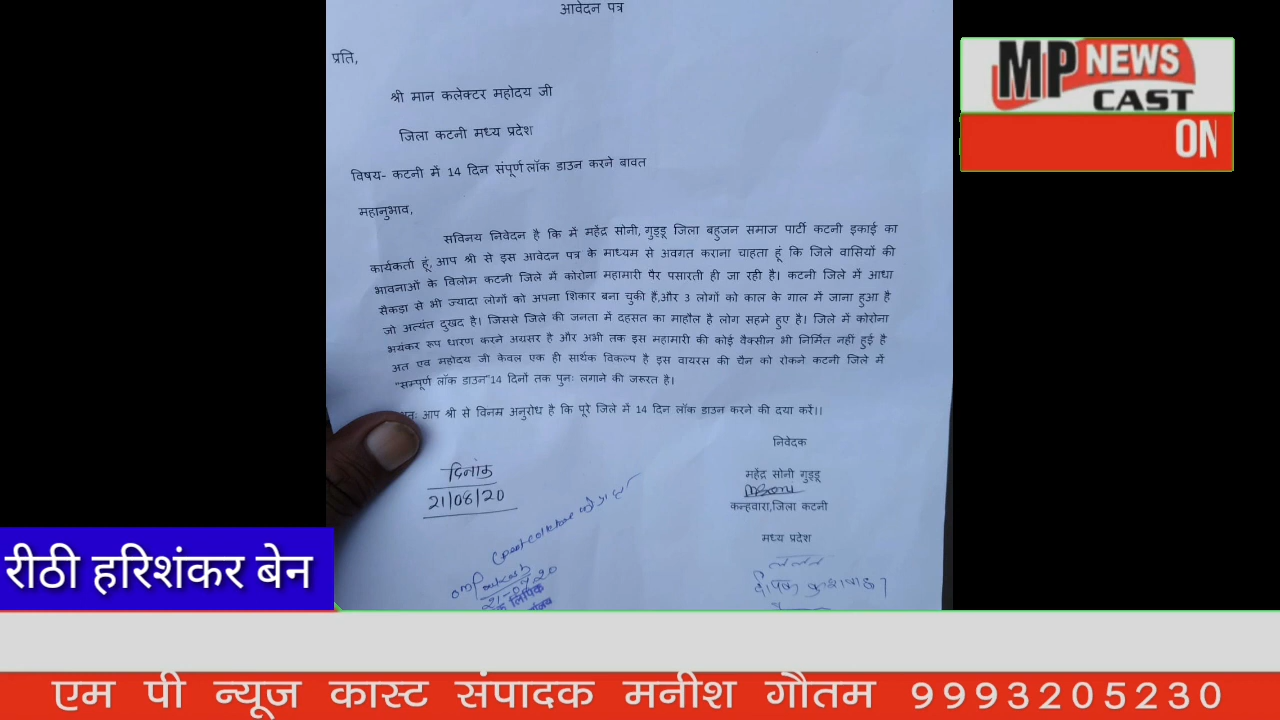 आवेदन पत्र
प्रति,
श्री मान कलेक्टर महोदय जी
जिला कटनी मध्य प्रदेश
विषय- कटनी में 14 दिन संपूर्ण लॉक डाउन करने बावत
महानुभाव,
सविनय निवेदन है कि में महेंद्र सोनी, गुड्डू जिला बहुजन समाज पार्टी कटनी इकाई का
कार्यकर्ता हूं, आप श्री से इस आवेदन पत्र के माध्यम से अवगत कराना चाहता हूं कि जिले वासियों की
भावनाओं के विलोम कटनी जिले में कोरोना महामारी पैर पसारती ही जा रही है। कटनी जिले में आधा
सैकड़ा से भी ज्यादा लोगों को अपना शिकार बना चुकी हैं,और 3 लोगों को काल के गाल में जाना हुआ है
जो अत्यंत दुखद है। जिससे जिले की जनता में दहसत का माहौल है लोग सहमे हुए है। जिले में कोरोना
भयंकर रूप धारण करने अग्रसर है और अभी तक इस महामारी की कोई वैक्सीन भी निर्मित नहीं हुई है
अत एव महोदय जी केवल एक ही सार्थक विकल्प है इस वायरस की चैन को रोकने कटनी जिले में
"सम्पूर्ण लॉक डाउन"14 दिनों तक पुनः लगाने की जरूरत है।
आप श्री से विनम्र अनुरोध है कि पूरे जिले में 14 दिन लॉक डाउन करने की दया करें।।
निवेदक
महेंद्र सोनी गुड्डू
कन्हवारा,जिला कटनी
मध्य प्रदेश
दिनांक
21/08/20
MP NEWS
CAST
ON
रीठी हरिशंकर बेन
एम पी न्यूज कास्ट संपादक मनीश गौतम 9993205230